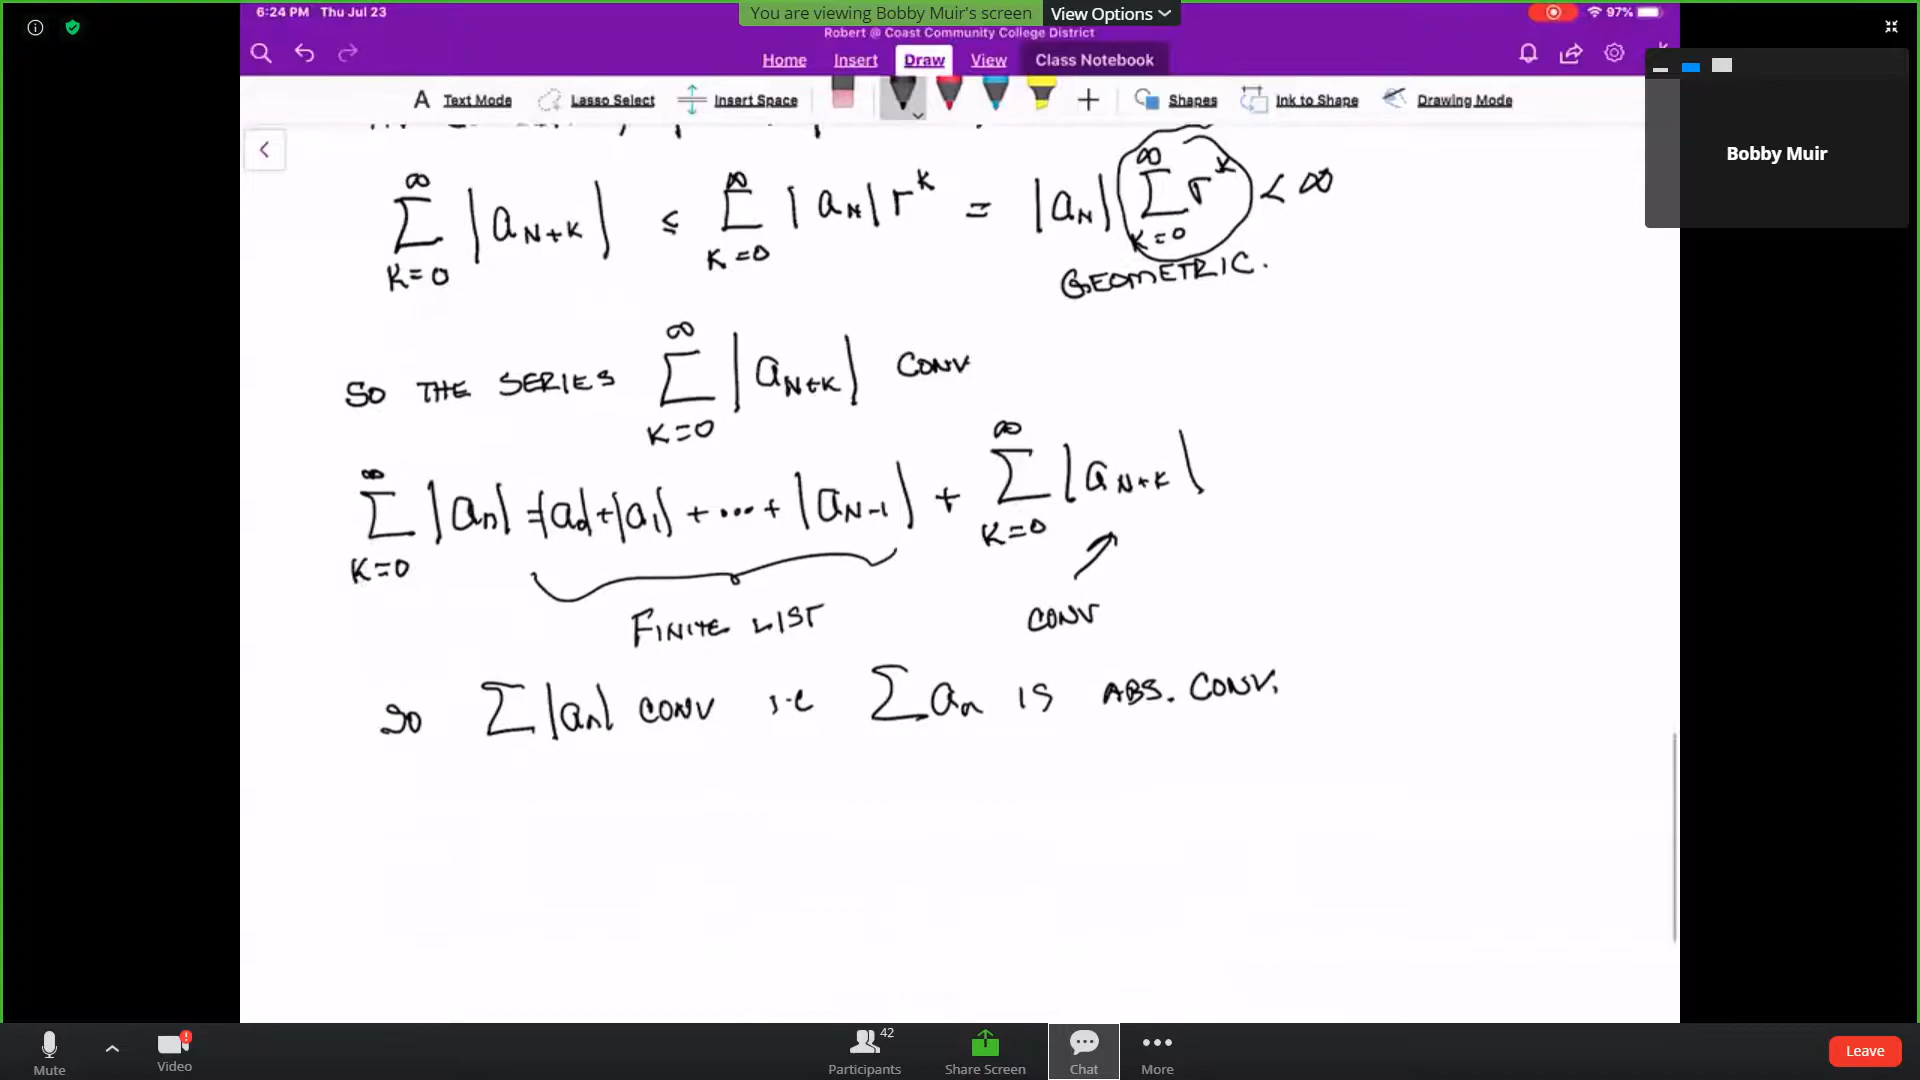 6:24 PM Thu Jul 23
You are viewing Bobby Muir's screen View Options
97%
Robert @ Coast Community College District
Home Insert Draw View Class Notebook
Text Mode Lasso Select Insert Space Shapes Ink to Shape Drawing Mode
Bobby Muir
∞ ∑ K=0 |a_{N+K}| ≤ ∞ ∑ K=0 |a_N| r^K = |a_N| ∞ ∑ K=0 r^K < ∞
GEOMETRIC.
SO THE SERIES ∞ ∑ K=0 |a_{N+K}| CONV
∞ ∑ K=0 |a_n| = |a_0| + |a_1| + ... + |a_{N-1}| + ∞ ∑ K=0 |a_{N+K}|
FINITE LIST CONV
SO ∑ |a_n| CONV i.e ∑ a_n IS ABS. CONV.
Mute Video Participants 42 Share Screen Chat More Leave